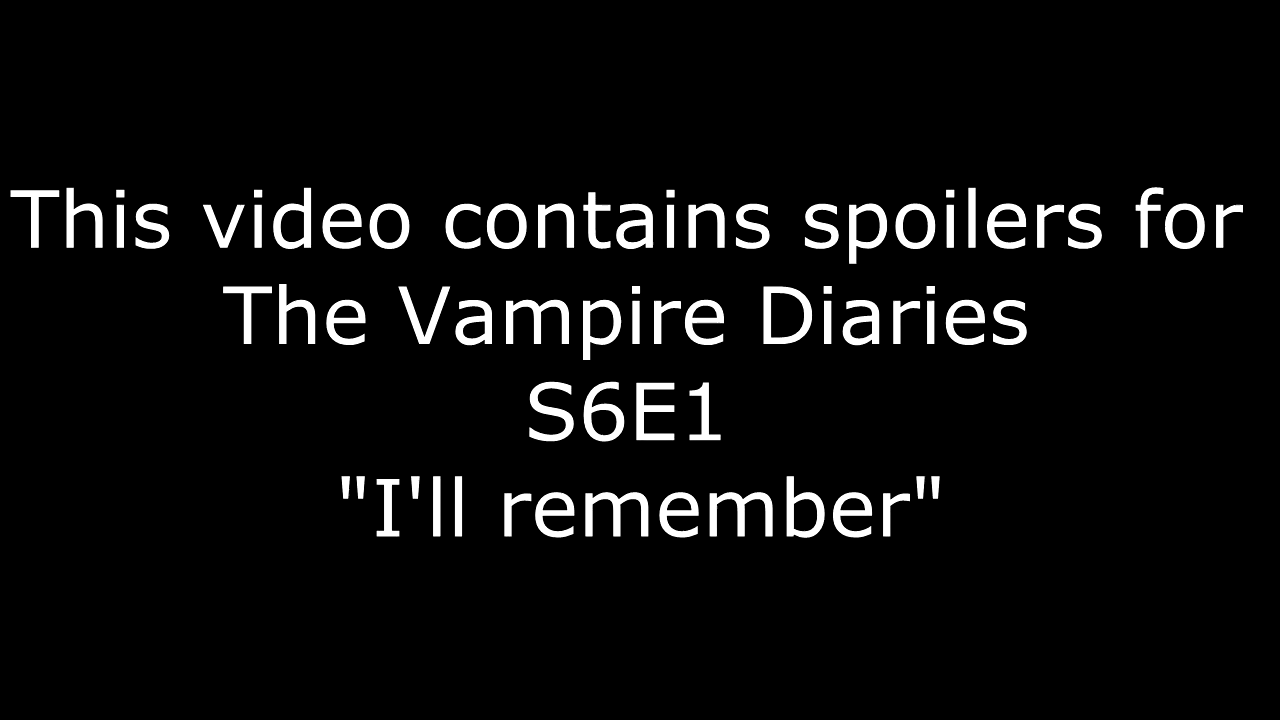 This video contains spoilers for
The Vampire Diaries
S6E1
"I'll remember"